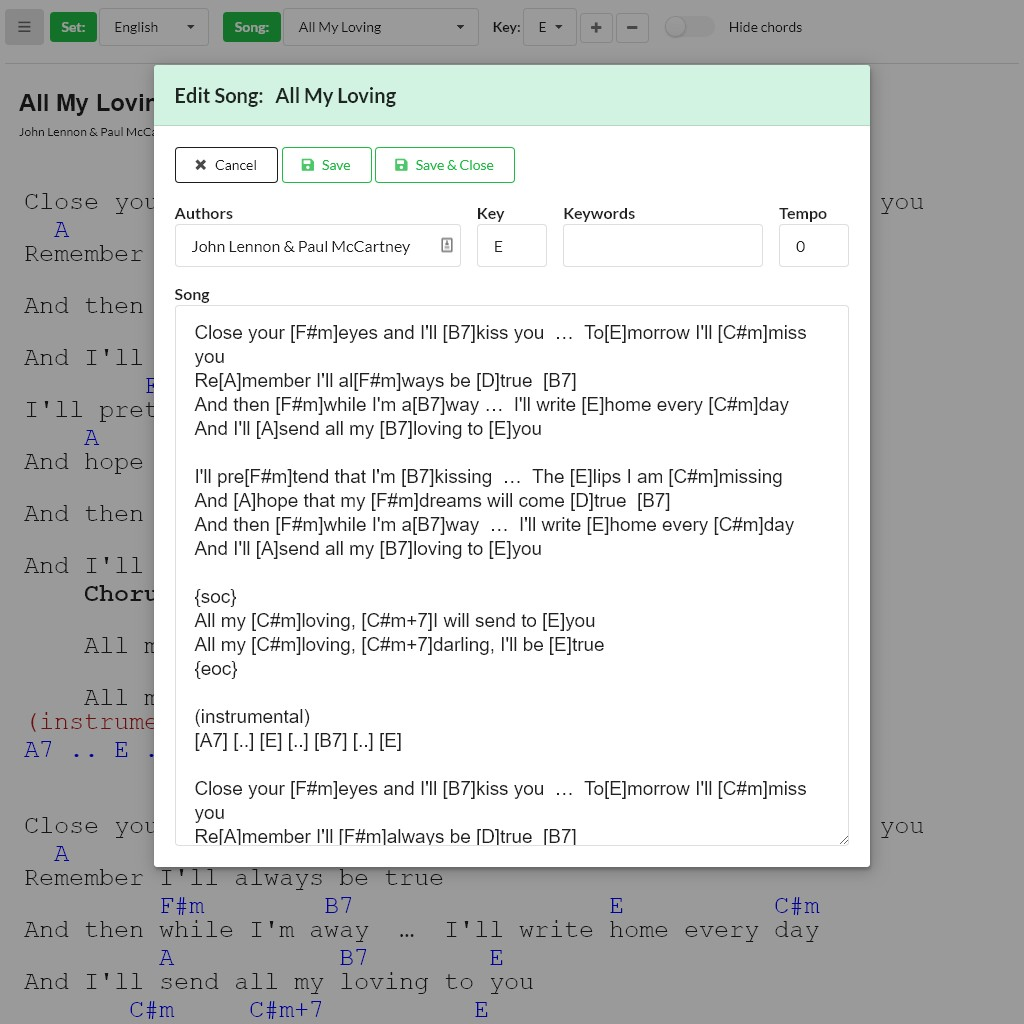 Set:
English
Song:
All My Loving
Key:
E
Hide chords
All My Lovin
John Lennon & Paul McCa
Edit Song: All My Loving
Cancel
Save
Save & Close
Authors
Key
Keywords
Tempo
John Lennon & Paul McCartney
E
0
Song
Close your [F#m]eyes and I'll [B7]kiss you … To[E]morrow I'll [C#m]miss
you
Re[A]member I'll al[F#m]ways be [D]true [B7]
And then [F#m]while I'm a[B7]way … I'll write [E]home every [C#m]day
And I'll [A]send all my [B7]loving to [E]you
I'll pre[F#m]tend that I'm [B7]kissing … The [E]lips I am [C#m]missing
And [A]hope that my [F#m]dreams will come [D]true [B7]
And then [F#m]while I'm a[B7]way … I'll write [E]home every [C#m]day
And I'll [A]send all my [B7]loving to [E]you
{soc}
All my [C#m]loving, [C#m+7]I will send to [E]you
All my [C#m]loving, [C#m+7]darling, I'll be [E]true
{eoc}
(instrumental)
[A7] [..] [E] [..] [B7] [..] [E]
Close your [F#m]eyes and I'll [B7]kiss you … To[E]morrow I'll [C#m]miss
you
Re[A]member I'll [F#m]always be [D]true [B7]
Close you
you
A
Remember
And then
And I'll
E
I'll pret
A
And hope
And then
And I'll
Choru
All m
All m
(instrume
A7 .. E .
Close you
you
A
Remember I'll always be true
F#m B7 E C#m
And then while I'm away … I'll write home every day
A B7 E
And I'll send all my loving to you
C#m C#m+7 E